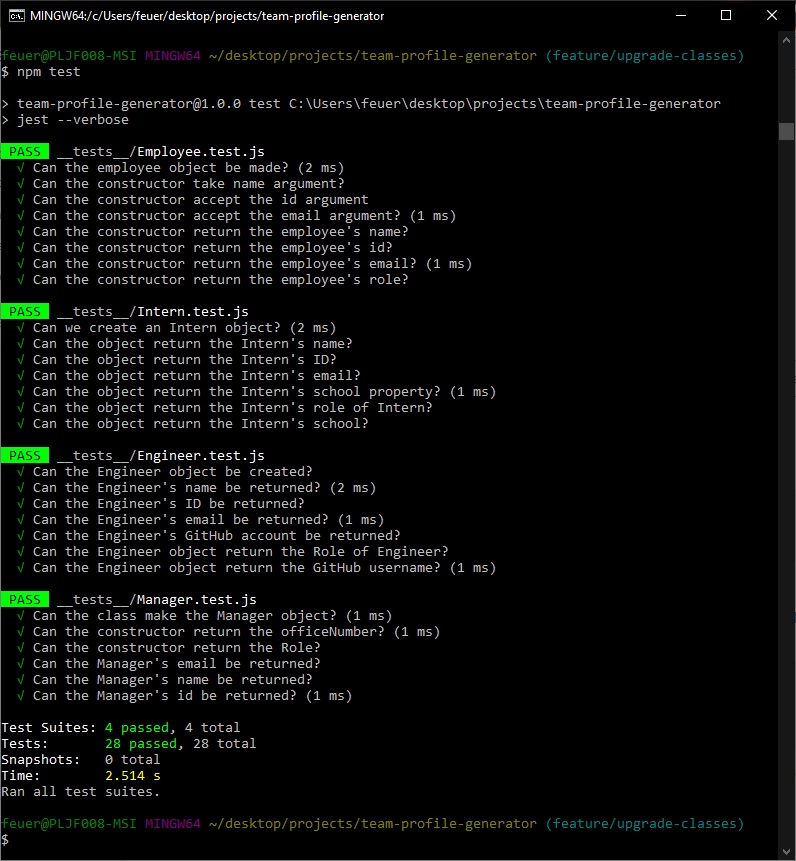 MINGW64:/c/Users/feuer/desktop/projects/team-profile-generator
feuer@PLJF008-MSI MINGW64 ~/desktop/projects/team-profile-generator (feature/upgrade-classes)
$ npm test
> team-profile-generator@1.0.0 test C:\Users\feuer\desktop\projects\team-profile-generator
> jest --verbose
PASS __tests__/Employee.test.js
√ Can the employee object be made? (2 ms)
√ Can the constructor take name argument?
√ Can the constructor accept the id argument
√ Can the constructor accept the email argument? (1 ms)
√ Can the constructor return the employee's name?
√ Can the constructor return the employee's id?
√ Can the constructor return the employee's email? (1 ms)
√ Can the constructor return the employee's role?
PASS __tests__/Intern.test.js
√ Can we create an Intern object? (2 ms)
√ Can the object return the Intern's name?
√ Can the object return the Intern's ID?
√ Can the object return the Intern's email?
√ Can the object return the Intern's school property? (1 ms)
√ Can the object return the Intern's role of Intern?
√ Can the object return the Intern's school?
PASS __tests__/Engineer.test.js
√ Can the Engineer object be created?
√ Can the Engineer's name be returned? (2 ms)
√ Can the Engineer's ID be returned?
√ Can the Engineer's email be returned? (1 ms)
√ Can the Engineer's GitHub account be returned?
√ Can the Engineer object return the Role of Engineer?
√ Can the Engineer object return the GitHub username? (1 ms)
PASS __tests__/Manager.test.js
√ Can the class make the Manager object? (1 ms)
√ Can the constructor return the officeNumber? (1 ms)
√ Can the constructor return the Role?
√ Can the Manager's email be returned?
√ Can the Manager's name be returned?
√ Can the Manager's id be returned? (1 ms)
Test Suites: 4 passed, 4 total
Tests: 28 passed, 28 total
Snapshots: 0 total
Time: 2.514 s
Ran all test suites.
feuer@PLJF008-MSI MINGW64 ~/desktop/projects/team-profile-generator (feature/upgrade-classes)
$